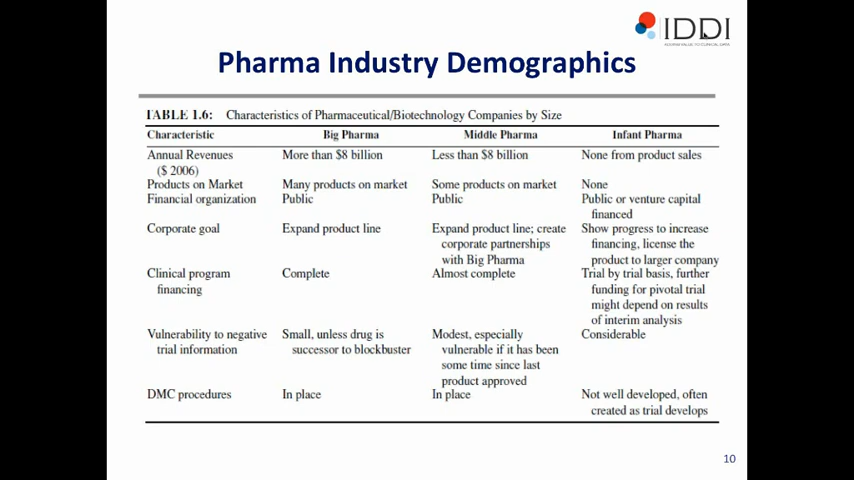 IDDI
ADDING VALUE TO CLINICAL DATA
Pharma Industry Demographics
TABLE 1.6: Characteristics of Pharmaceutical/Biotechnology Companies by Size
Characteristic Big Pharma Middle Pharma Infant Pharma
Annual Revenues More than $8 billion Less than $8 billion None from product sales
($ 2006)
Products on Market Many products on market Some products on market None
Financial organization Public Public Public or venture capital
financed
Corporate goal Expand product line Expand product line; create Show progress to increase
corporate partnerships financing, license the
with Big Pharma product to larger company
Clinical program Complete Almost complete Trial by trial basis, further
financing funding for pivotal trial
might depend on results
of interim analysis
Vulnerability to negative Small, unless drug is Modest, especially Considerable
trial information successor to blockbuster vulnerable if it has been
some time since last
product approved
DMC procedures In place In place Not well developed, often
created as trial develops
10